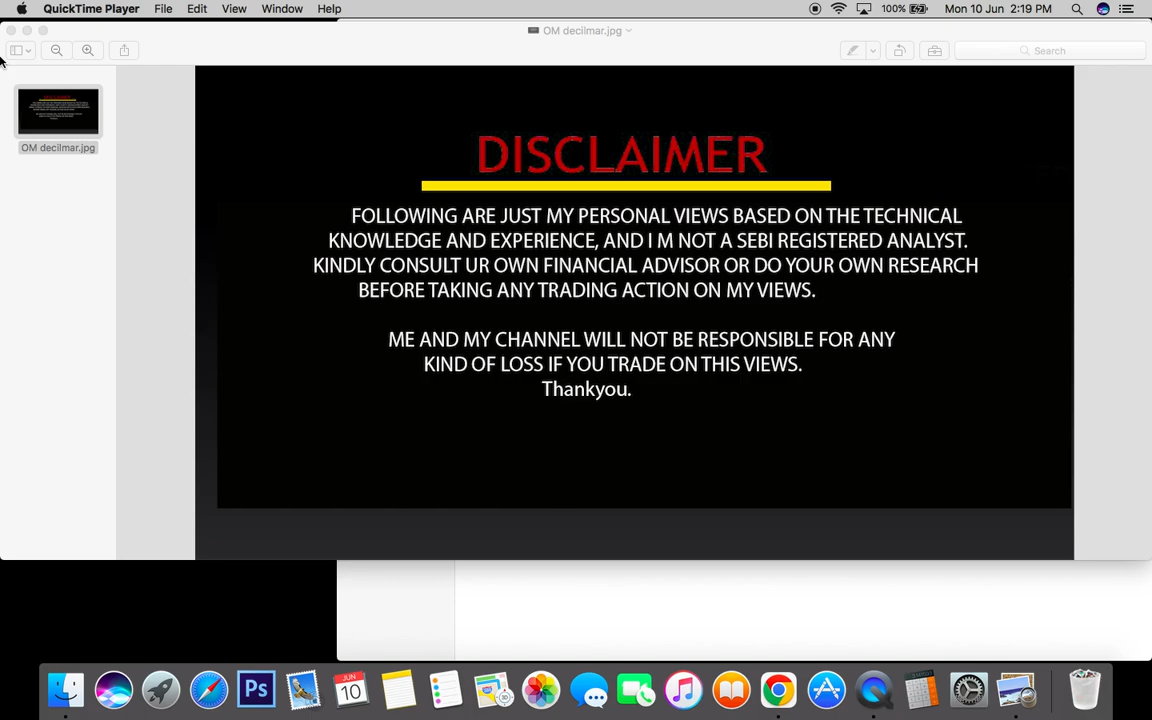 QuickTime Player File Edit View Window Help 100% Mon 10 Jun 2:19 PM
OM decilmar.jpg
Search
OM decilmar.jpg
DISCLAIMER
FOLLOWING ARE JUST MY PERSONAL VIEWS BASED ON THE TECHNICAL
KNOWLEDGE AND EXPERIENCE, AND I M NOT A SEBI REGISTERED ANALYST.
KINDLY CONSULT UR OWN FINANCIAL ADVISOR OR DO YOUR OWN RESEARCH
BEFORE TAKING ANY TRADING ACTION ON MY VIEWS.
ME AND MY CHANNEL WILL NOT BE RESPONSIBLE FOR ANY
KIND OF LOSS IF YOU TRADE ON THIS VIEWS.
Thankyou.
Ps
JUN
10